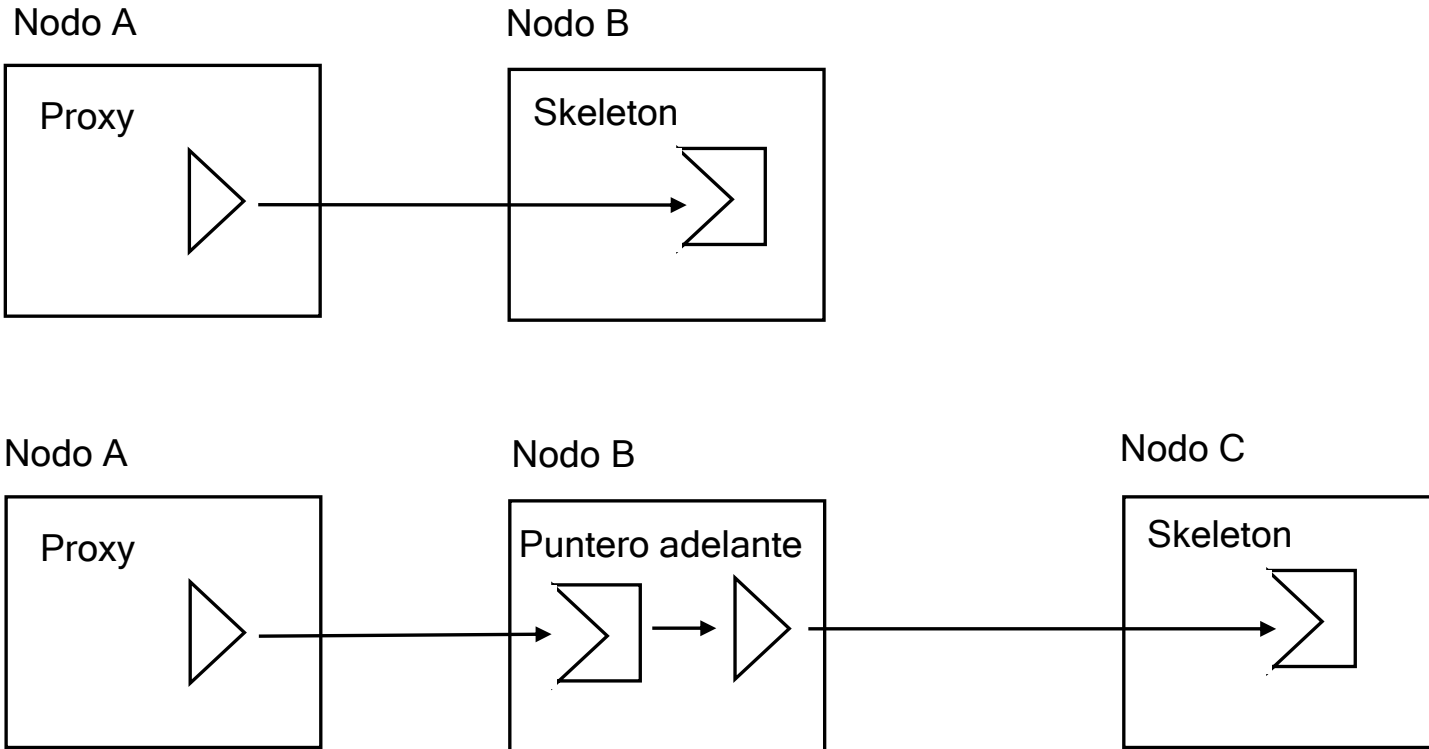 Nodo A
Nodo B
Proxy
Skeleton
Nodo A
Nodo B
Nodo C
Proxy
Puntero adelante
Skeleton